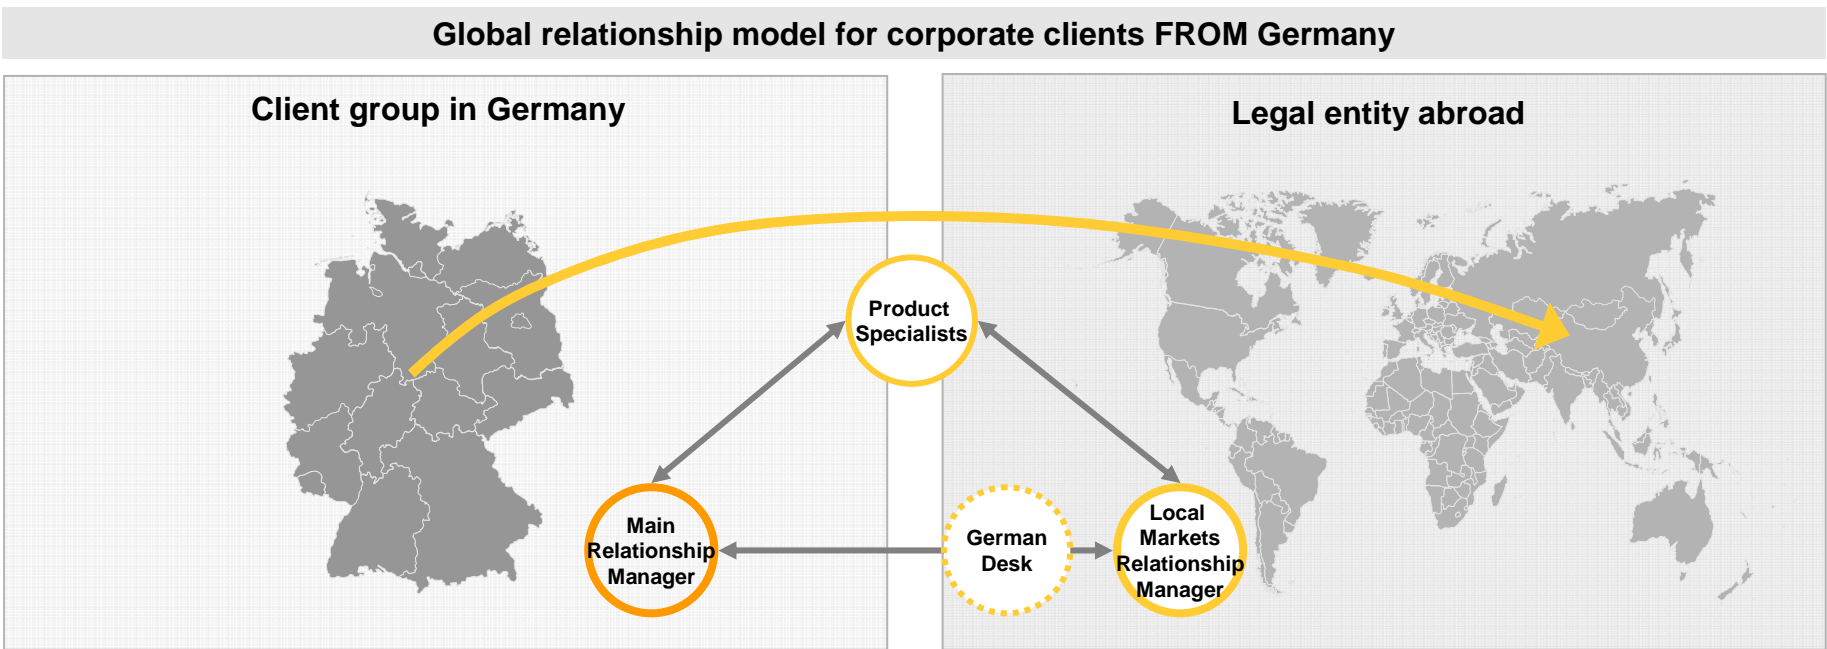 Global relationship model for corporate clients FROM Germany
Client group in Germany
Legal entity abroad
Product
Specialists
Main
Relationship
Manager
German
Desk
Local
Markets
Relationship
Manager